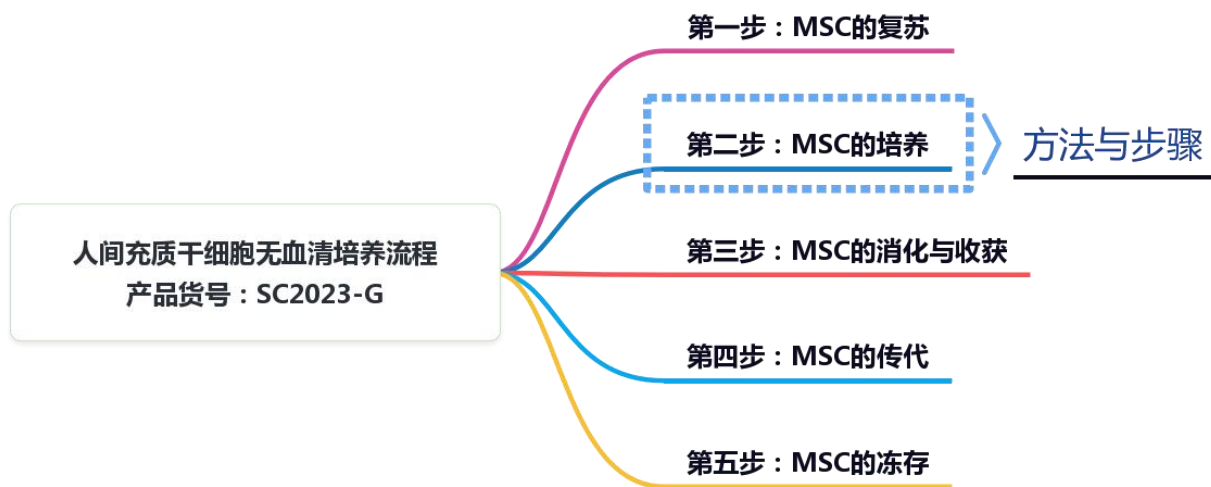 第一步：MSC的复苏
第二步：MSC的培养
方法与步骤
人间充质干细胞无血清培养流程
产品货号：SC2023-G
第三步：MSC的消化与收获
第四步：MSC的传代
第五步：MSC的冻存